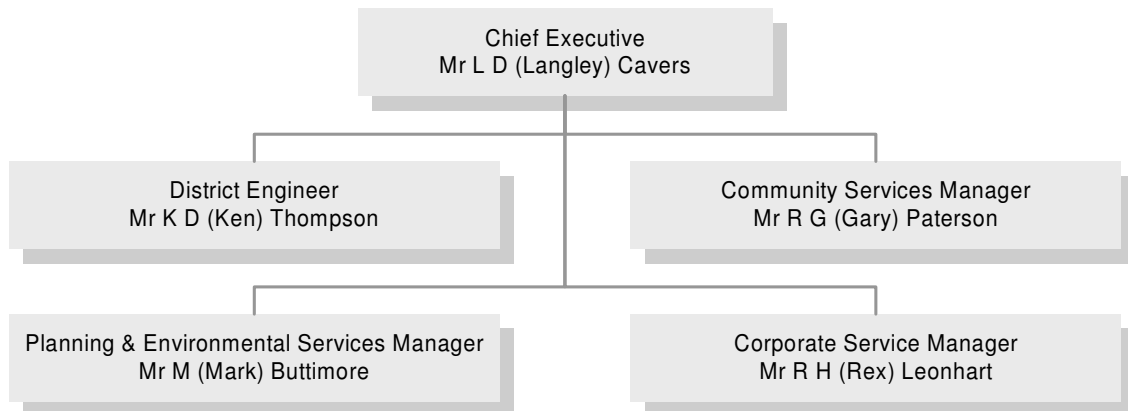 Chief Executive
Mr L D (Langley) Cavers
District Engineer
Mr K D (Ken) Thompson
Community Services Manager
Mr R G (Gary) Paterson
Planning & Environmental Services Manager
Mr M (Mark) Buttimore
Corporate Service Manager
Mr R H (Rex) Leonhart